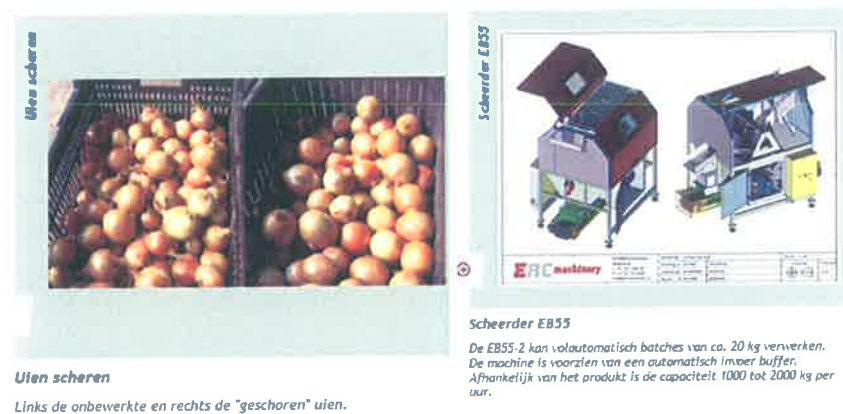 Uien scheren
Uien scheren
Links de onbewerkte en rechts de "geschoren" uien.
Scheerder EB55
ERC machinery
Scheerder EB55
De EB55-2 kan volautomatisch batches van ca. 20 kg verwerken.
De machine is voorzien van een automatisch invoer buffer.
Afhankelijk van het produkt is de capaciteit 1000 tot 2000 kg per
uur.